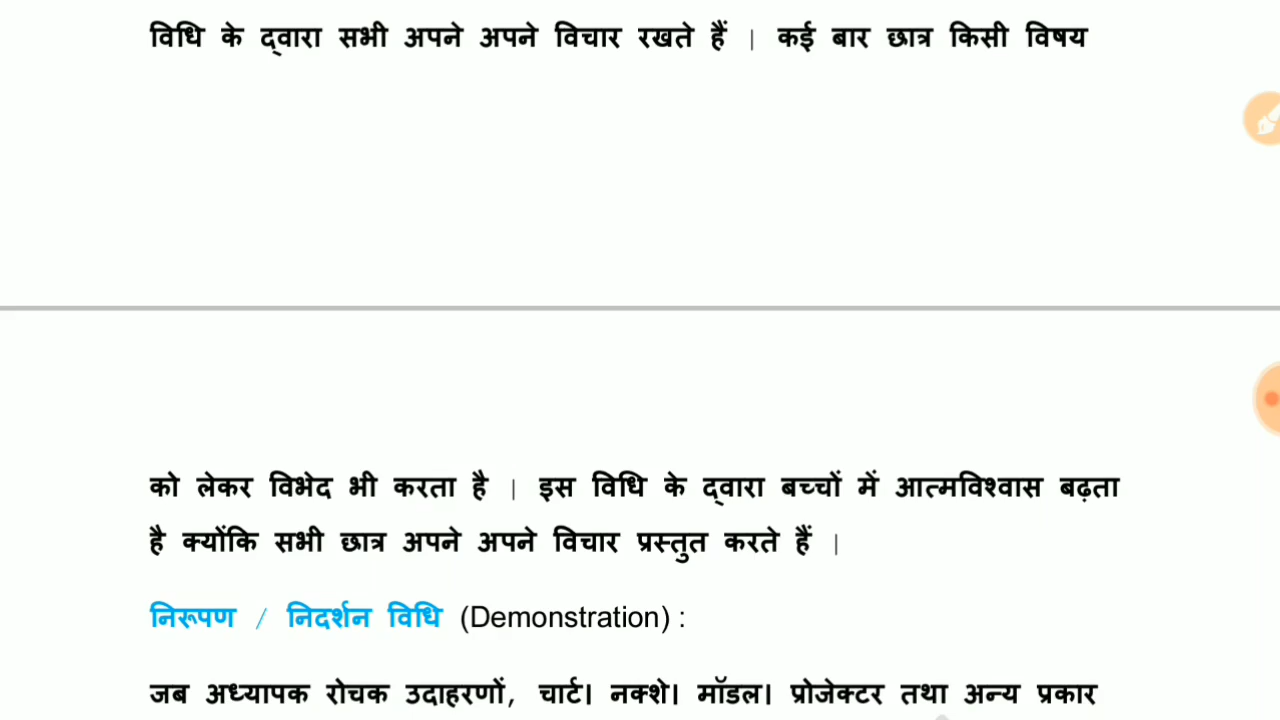 विधि के द्वारा सभी अपने अपने विचार रखते हैं | कई बार छात्र किसी विषय
को लेकर विभेद भी करता है | इस विधि के द्वारा बच्चों में आत्मविश्वास बढ़ता
है क्योंकि सभी छात्र अपने अपने विचार प्रस्तुत करते हैं |
निरूपण / निदर्शन विधि (Demonstration) :
जब अध्यापक रोचक उदाहरणों, चार्ट। नक्शे। मॉडल। प्रोजेक्टर तथा अन्य प्रकार